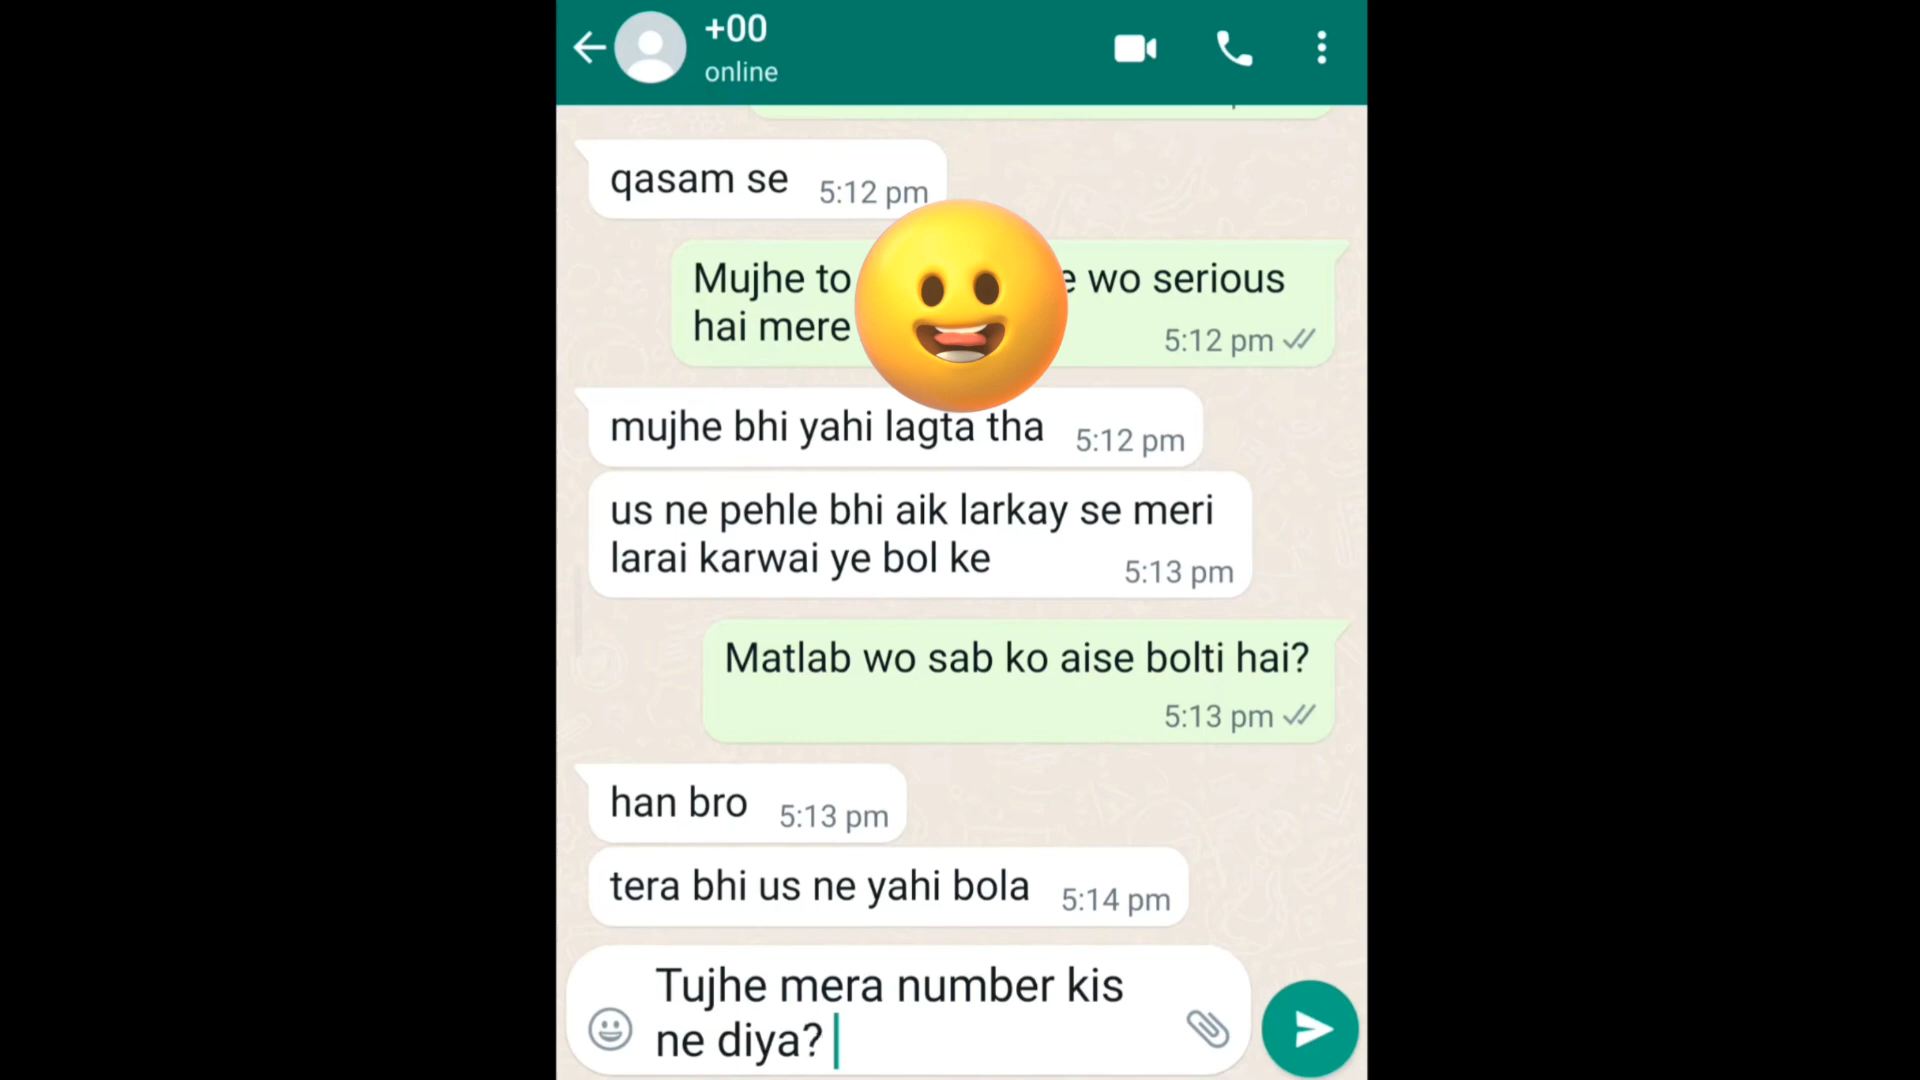 +00
online
qasam se 5:12 pm
Mujhe to wo serious
hai mere 5:12 pm
mujhe bhi yahi lagta tha 5:12 pm
us ne pehle bhi aik larkay se meri
larai karwai ye bol ke 5:13 pm
Matlab wo sab ko aise bolti hai?
5:13 pm
han bro 5:13 pm
tera bhi us ne yahi bola 5:14 pm
Tujhe mera number kis
ne diya?